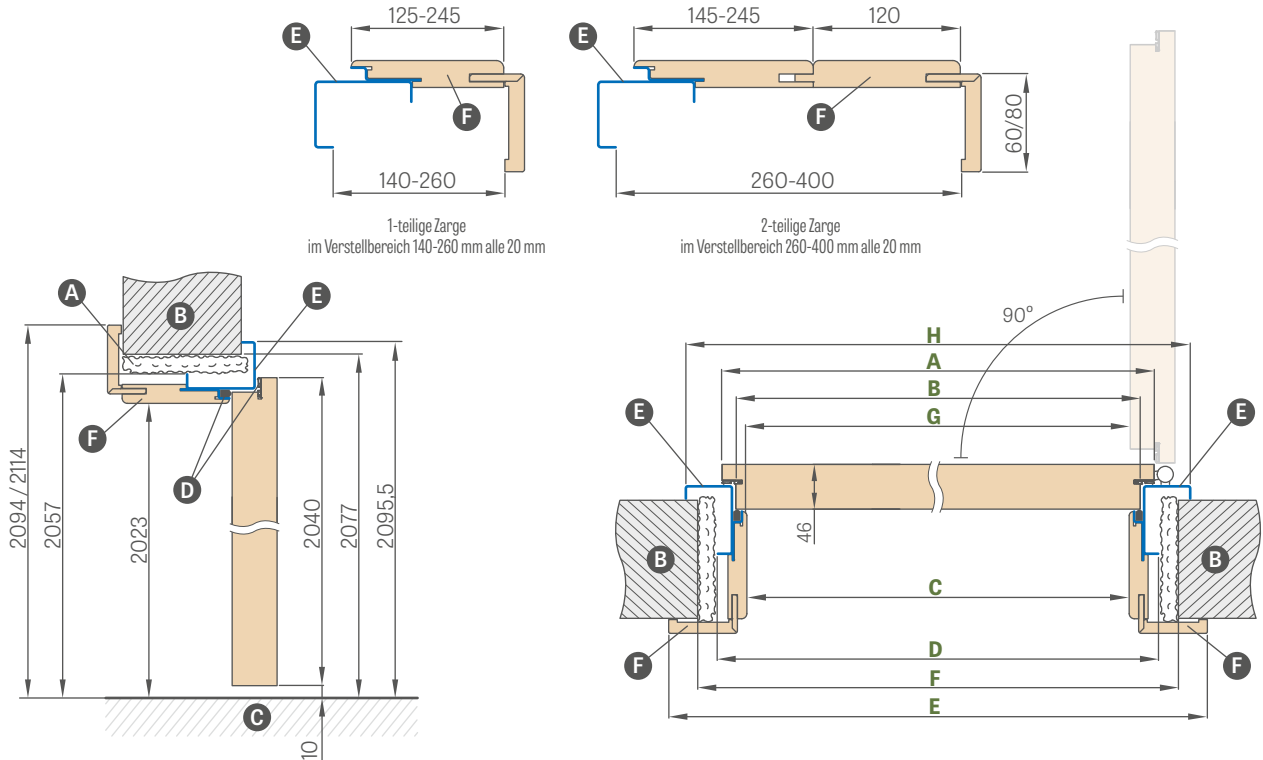 125-245
E
F
140-260
1-teilige Zarge
im Verstellbereich 140-260 mm alle 20 mm
145-245
120
E
F
60/80
260-400
2-teilige Zarge
im Verstellbereich 260-400 mm alle 20 mm
A
B
E
F
D
C
2094 / 2114
2057
2023
2040
2077
2095,5
10
90°
H
A
B
G
E
E
46
B
B
C
D
F
F
F
E